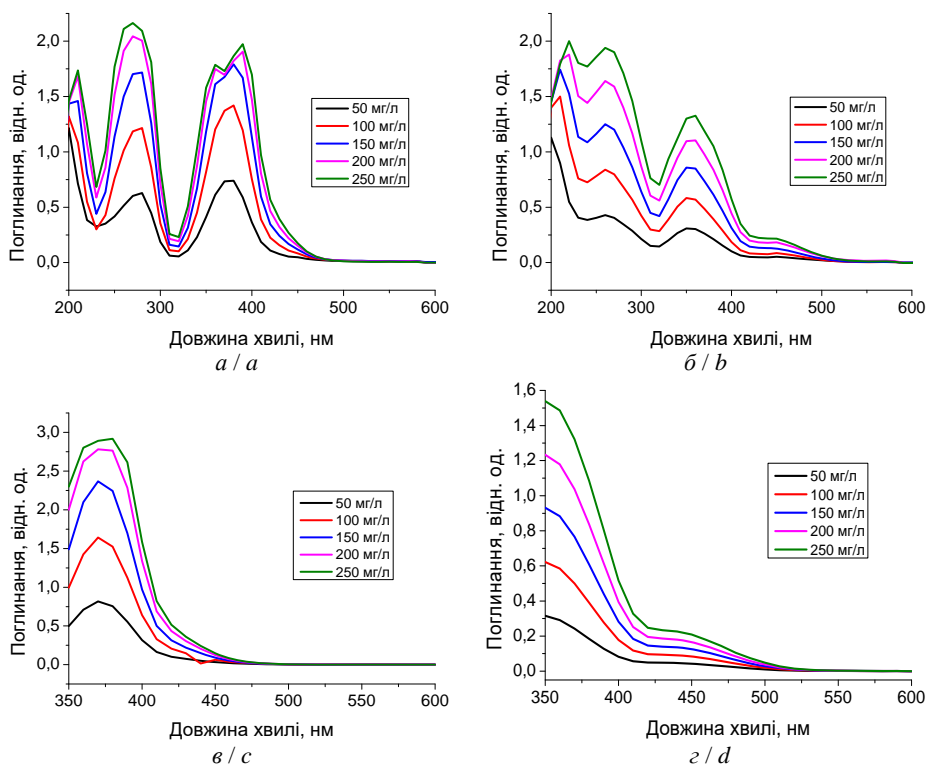 Поглинання, відн. од.
2,0
1,5
1,0
0,5
0,0
50 мг/л
100 мг/л
150 мг/л
200 мг/л
250 мг/л
200 300 400 500 600
Довжина хвилі, нм
а / a
Поглинання, відн. од.
2,0
1,5
1,0
0,5
0,0
50 мг/л
100 мг/л
150 мг/л
200 мг/л
250 мг/л
200 300 400 500 600
Довжина хвилі, нм
б / b
Поглинання, відн. од.
3,0
2,5
2,0
1,5
1,0
0,5
0,0
50 мг/л
100 мг/л
150 мг/л
200 мг/л
250 мг/л
350 400 450 500 550 600
Довжина хвилі, нм
в / c
Поглинання, відн. од.
1,6
1,4
1,2
1,0
0,8
0,6
0,4
0,2
0,0
50 мг/л
100 мг/л
150 мг/л
200 мг/л
250 мг/л
350 400 450 500 550 600
Довжина хвилі, нм
г / d